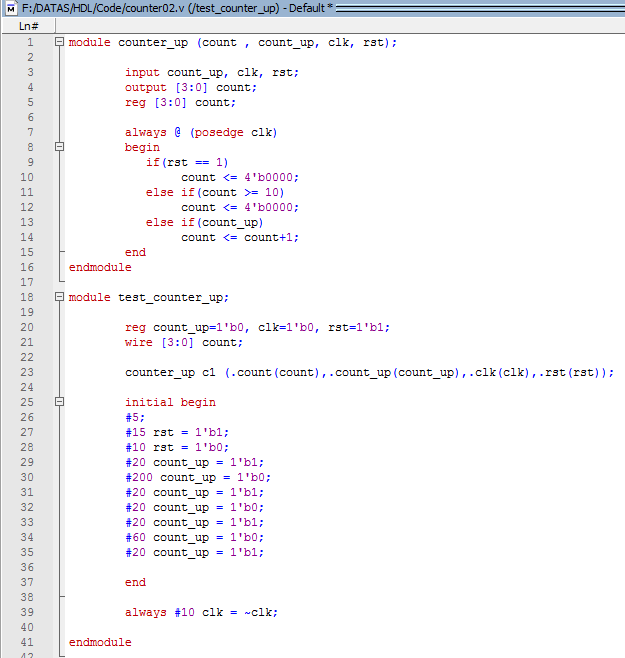 F:/DATAS/HDL/Code/counter02.v (/test_counter_up) - Default *
Ln#
1 module counter_up (count , count_up, clk, rst);
2
3 input count_up, clk, rst;
4 output [3:0] count;
5 reg [3:0] count;
6
7 always @ (posedge clk)
8 begin
9 if(rst == 1)
10 count <= 4'b0000;
11 else if(count >= 10)
12 count <= 4'b0000;
13 else if(count_up)
14 count <= count+1;
15 end
16 endmodule
17
18 module test_counter_up;
19
20 reg count_up=1'b0, clk=1'b0, rst=1'b1;
21 wire [3:0] count;
22
23 counter_up c1 (.count(count),.count_up(count_up),.clk(clk),.rst(rst));
24
25 initial begin
26 #5;
27 #15 rst = 1'b1;
28 #10 rst = 1'b0;
29 #20 count_up = 1'b1;
30 #200 count_up = 1'b0;
31 #20 count_up = 1'b1;
32 #20 count_up = 1'b0;
33 #20 count_up = 1'b1;
34 #60 count_up = 1'b0;
35 #20 count_up = 1'b1;
36
37 end
38
39 always #10 clk = ~clk;
40
41 endmodule
42